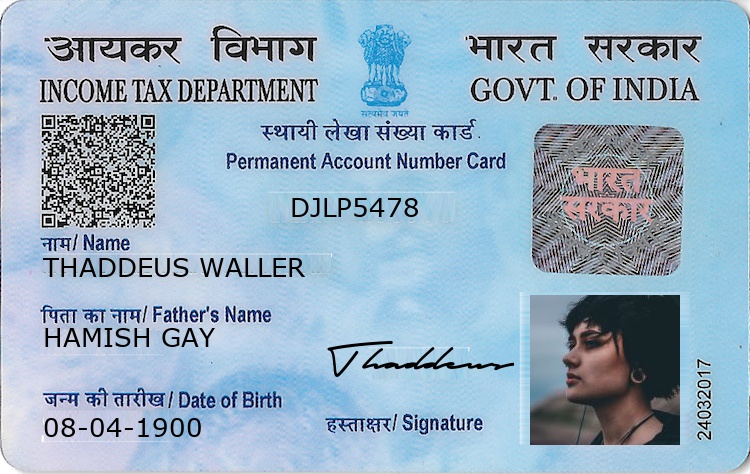 आयकर विभाग
INCOME TAX DEPARTMENT
भारत सरकार
GOVT. OF INDIA
सत्यमेव जयते
स्थायी लेखा संख्या कार्ड
Permanent Account Number Card
DJLP5478
भारत
सरकार
नाम/ Name
THADDEUS WALLER
पिता का नाम/ Father's Name
HAMISH GAY
Thaddeus
जन्म की तारीख/ Date of Birth
08-04-1900
हस्ताक्षर/ Signature
24032017